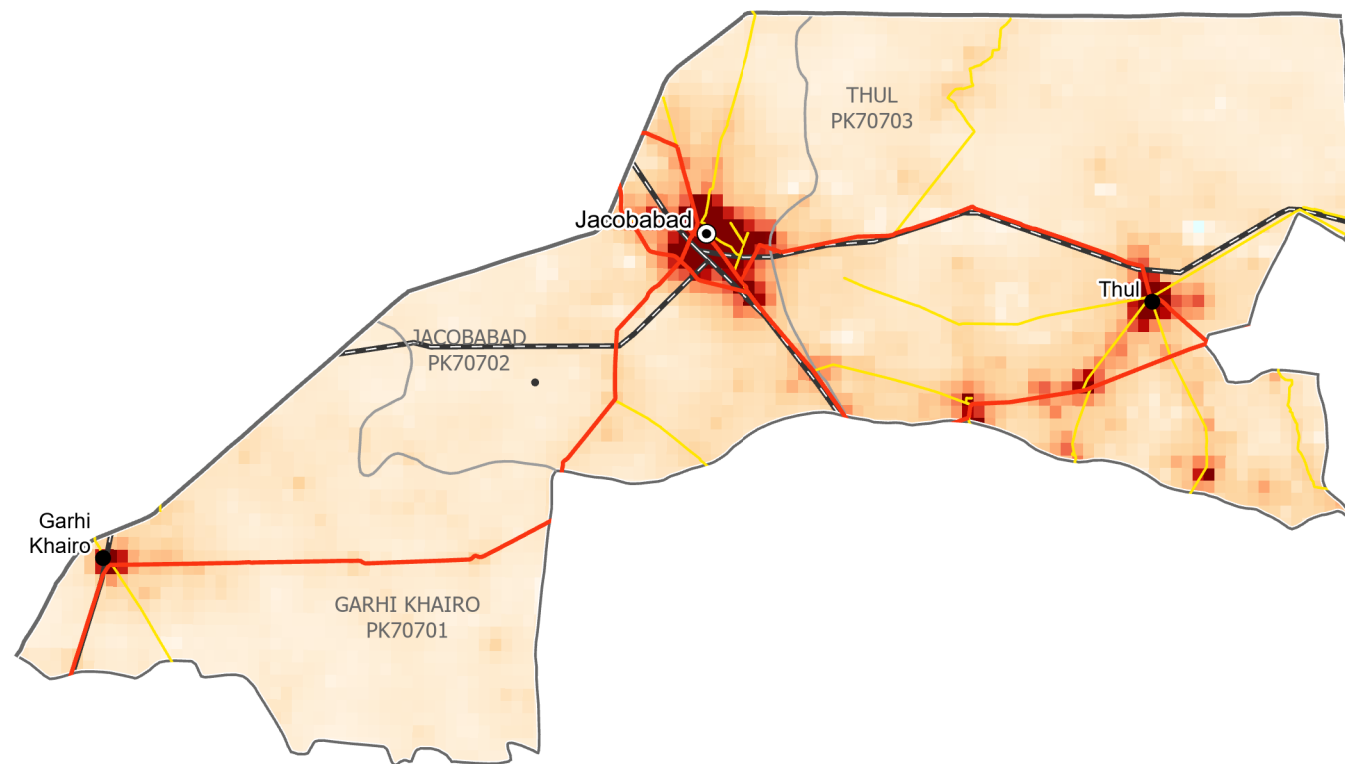 THUL
PK70703
Jacobabad
Thul
JACOBABAD
PK70702
Garhi
Khairo
GARHI KHAIRO
PK70701